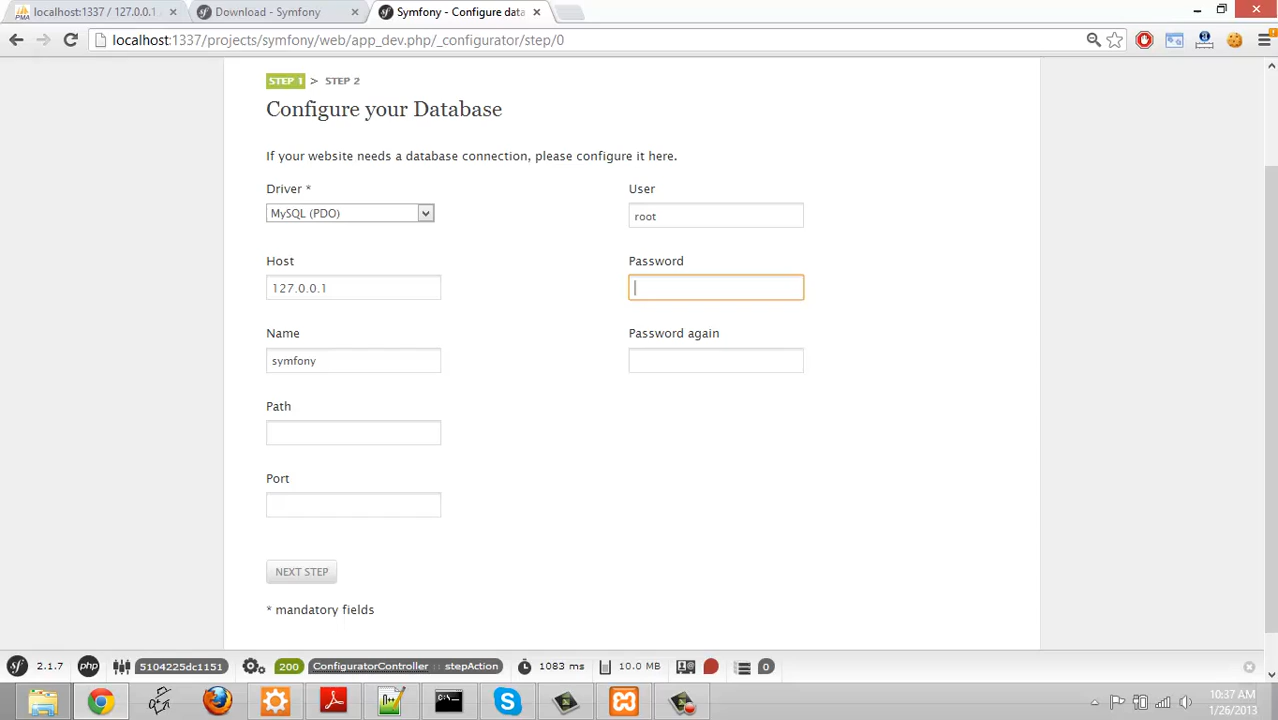 localhost:1337 / 127.0.0.1
Download - Symfony
Symfony - Configure data
localhost:1337/projects/symfony/web/app_dev.php/_configurator/step/0
STEP 1 > STEP 2
Configure your Database
If your website needs a database connection, please configure it here.
Driver *
User
MySQL (PDO)
root
Host
Password
127.0.0.1
Name
Password again
symfony
Path
Port
NEXT STEP
* mandatory fields
sf 2.1.7 php 5104225dc1151 200 ConfiguratorController :: stepAction 1083 ms 10.0 MB 0
10:37 AM
1/26/2013